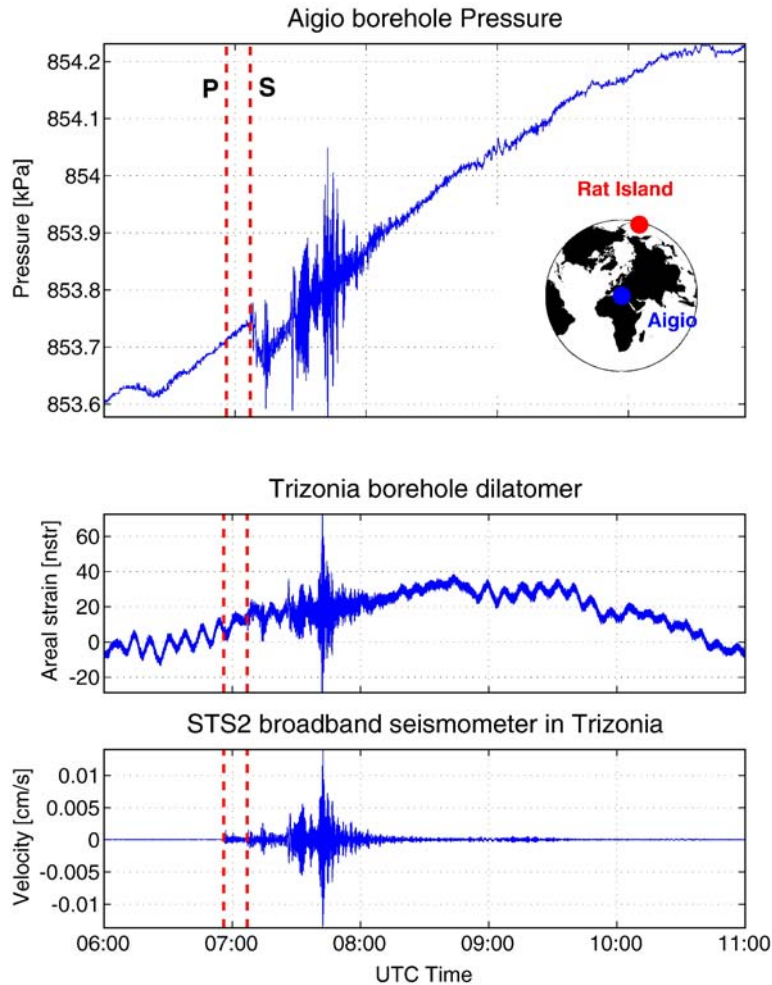 Aigio borehole Pressure
854.2
854.1
854
853.9
853.8
853.7
853.6
Pressure [kPa]
P
S
Rat Island
Aigio
Trizonia borehole dilatomer
60
40
20
0
-20
Areal strain [nstr]
STS2 broadband seismometer in Trizonia
0.01
0.005
0
-0.005
-0.01
Velocity [cm/s]
06:00 07:00 08:00 09:00 10:00 11:00
UTC Time